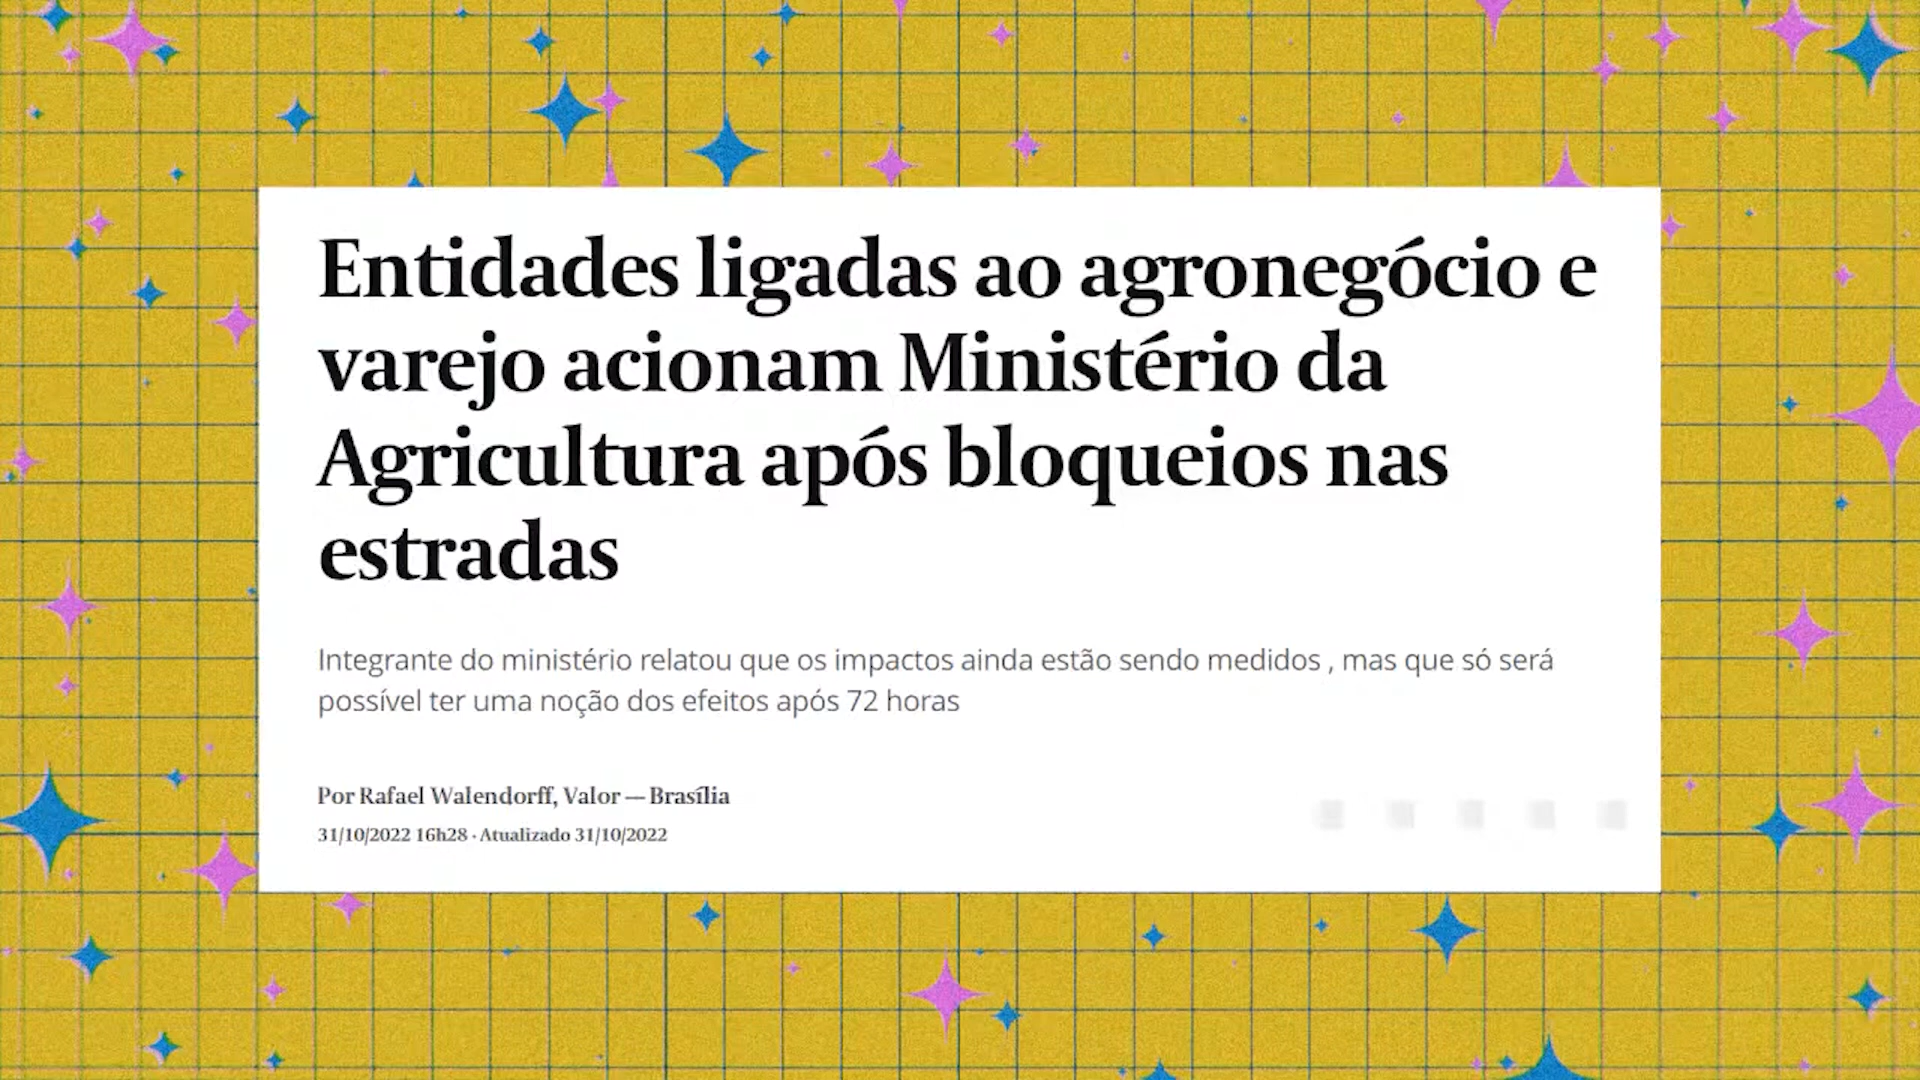 Entidades ligadas ao agronegócio e
varejo acionam Ministério da
Agricultura após bloqueios nas
estradas
Integrante do ministério relatou que os impactos ainda estão sendo medidos , mas que só será
possível ter uma noção dos efeitos após 72 horas
Por Rafael Walendorff, Valor — Brasília
31/10/2022 16h28 · Atualizado 31/10/2022